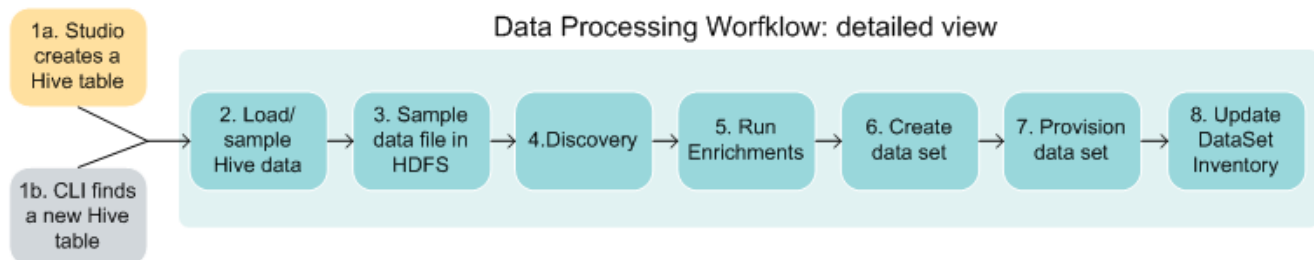 Data Processing Worfklow: detailed view
1a. Studio
creates a
Hive table
1b. CLI finds
a new Hive
table
2. Load/
sample
Hive data
3. Sample
data file in
HDFS
4.Discovery
5. Run
Enrichments
6. Create
data set
7. Provision
data set
8. Update
DataSet
Inventory